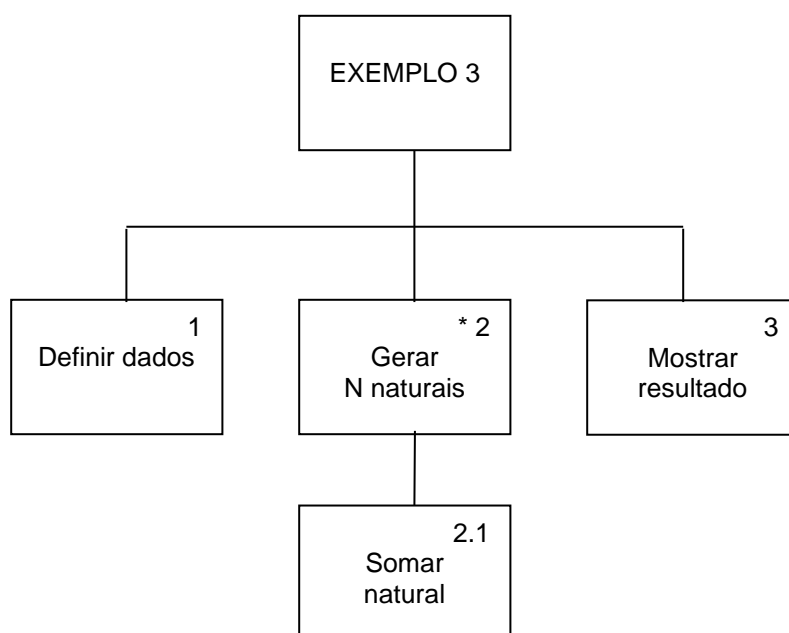 EXEMPLO 3
1
Definir dados
* 2
Gerar
N naturais
3
Mostrar
resultado
2.1
Somar
natural